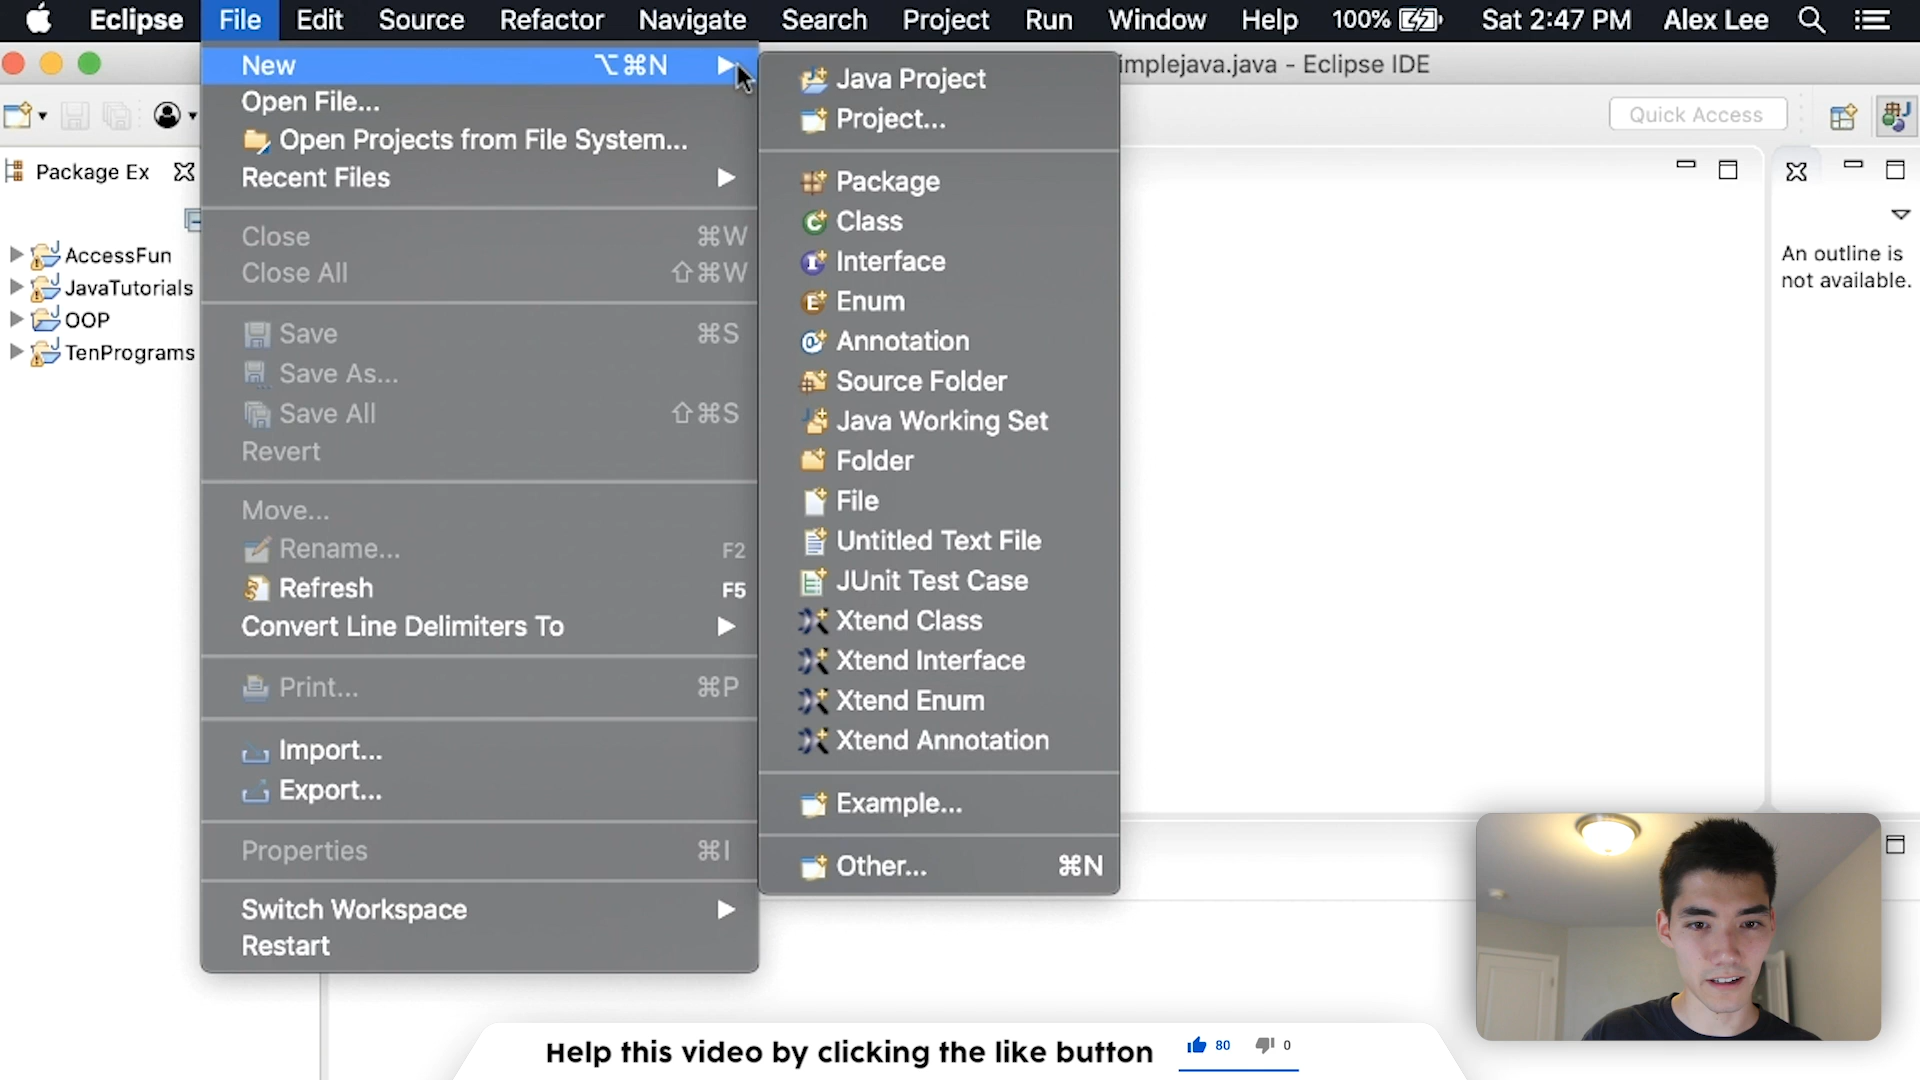 Eclipse File Edit Source Refactor Navigate Search Project Run Window Help 100% Sat 2:47 PM Alex Lee
implejava.java - Eclipse IDE
Quick Access
Package Ex
AccessFun
JavaTutorials
OOP
TenPrograms
New ⌥⌘N
Open File...
Open Projects from File System...
Recent Files
Close ⌘W
Close All ⇧⌘W
Save ⌘S
Save As...
Save All ⇧⌘S
Revert
Move...
Rename... F2
Refresh F5
Convert Line Delimiters To
Print... ⌘P
Import...
Export...
Properties ⌘I
Switch Workspace
Restart
Java Project
Project...
Package
Class
Interface
Enum
Annotation
Source Folder
Java Working Set
Folder
File
Untitled Text File
JUnit Test Case
Xtend Class
Xtend Interface
Xtend Enum
Xtend Annotation
Example...
Other... ⌘N
An outline is
not available.
Help this video by clicking the like button 80 0